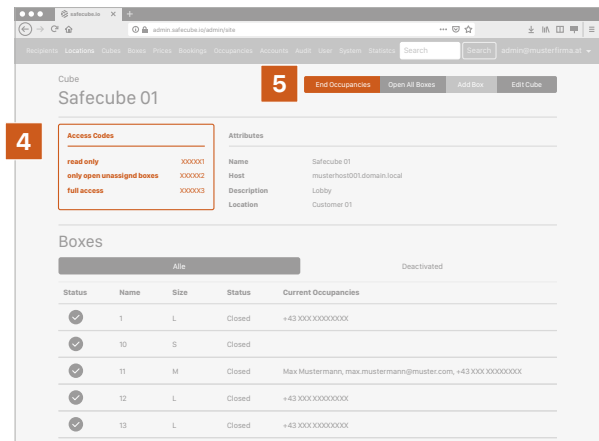 safecube.io
admin.safecube.io/admin/site
Recipients Locations Cubes Boxes Prices Bookings Occupancies Accounts Audit User System Statistics Search Search admin@musterfirma.at
Cube
Safecube 01
5
End Occupancies Open All Boxes Add Box Edit Cube
4
Access Codes
read only XXXXX1
only open unassignd boxes XXXXX2
full access XXXXX3
Attributes
Name Safecube 01
Host musterhost001.domain.local
Description Lobby
Location Customer 01
Boxes
Alle Deactivated
Status Name Size Status Current Occupancies
1 L Closed +43 XXX XXXXXXXX
10 S Closed
11 M Closed Max Mustermann, max.mustermann@muster.com, +43 XXX XXXXXXXX
12 L Closed +43 XXX XXXXXXXX
13 L Closed +43 XXX XXXXXXXX